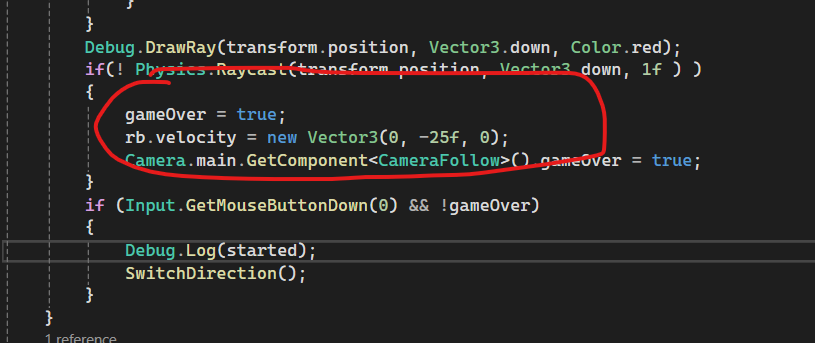 }
}
Debug.DrawRay(transform.position, Vector3.down, Color.red);
if(! Physics.Raycast(transform.position, Vector3.down, 1f ) )
{
gameOver = true;
rb.velocity = new Vector3(0, -25f, 0);
Camera.main.GetComponent<CameraFollow>().gameOver = true;
}
if (Input.GetMouseButtonDown(0) && !gameOver)
{
Debug.Log(started);
SwitchDirection();
}
}
1 reference